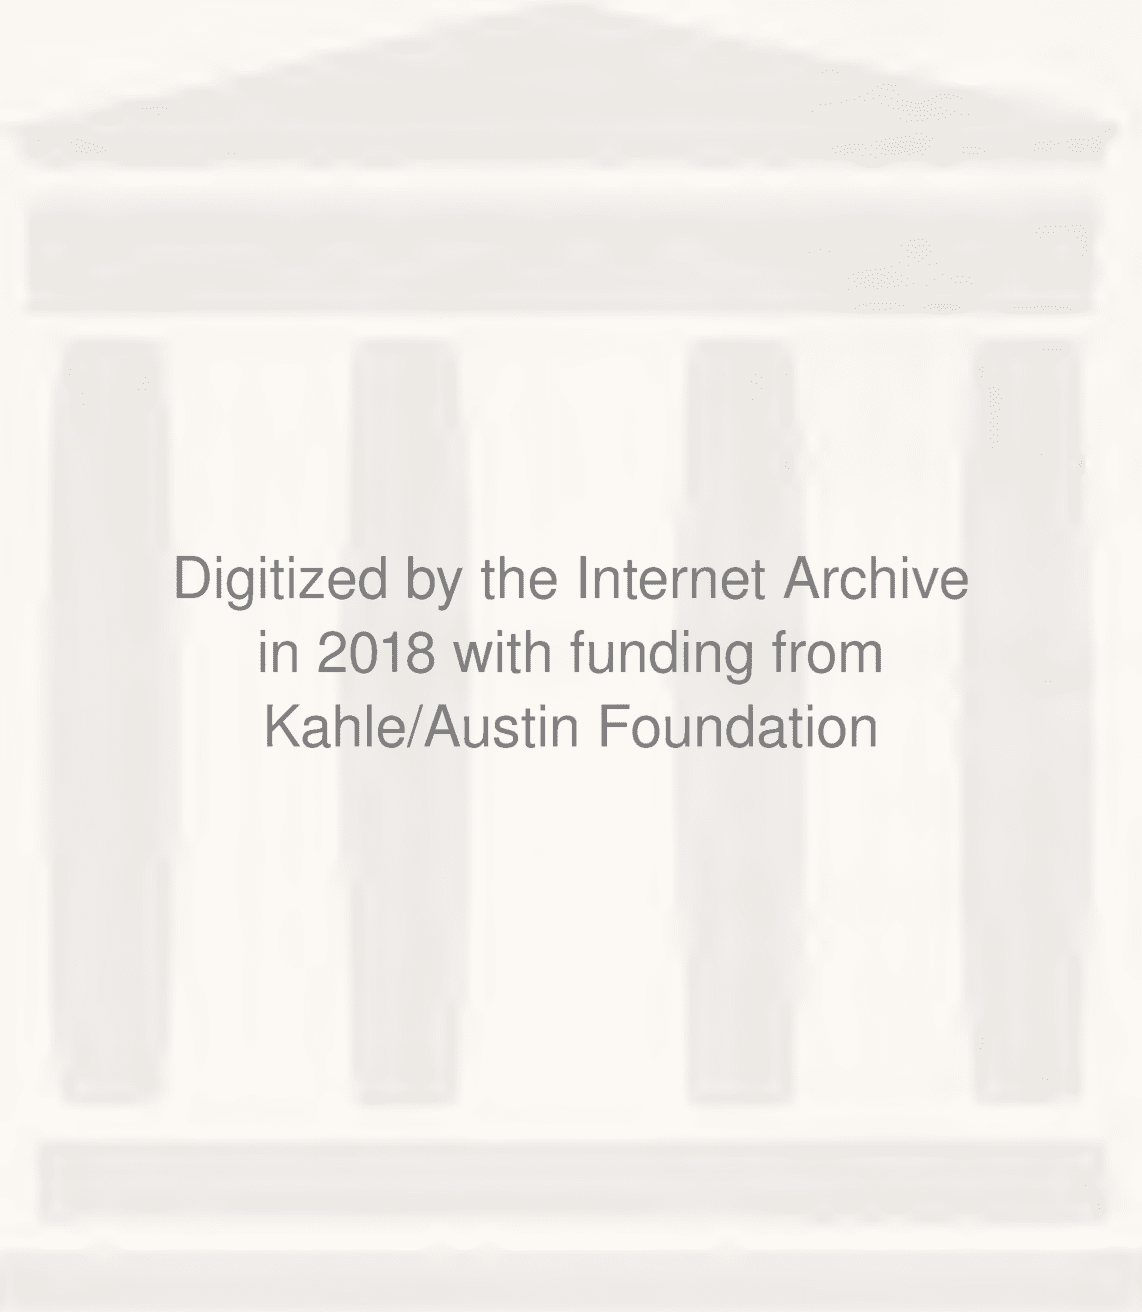 Digitized by the Internet Archive
in 2018 with funding from
Kahle/Austin Foundation